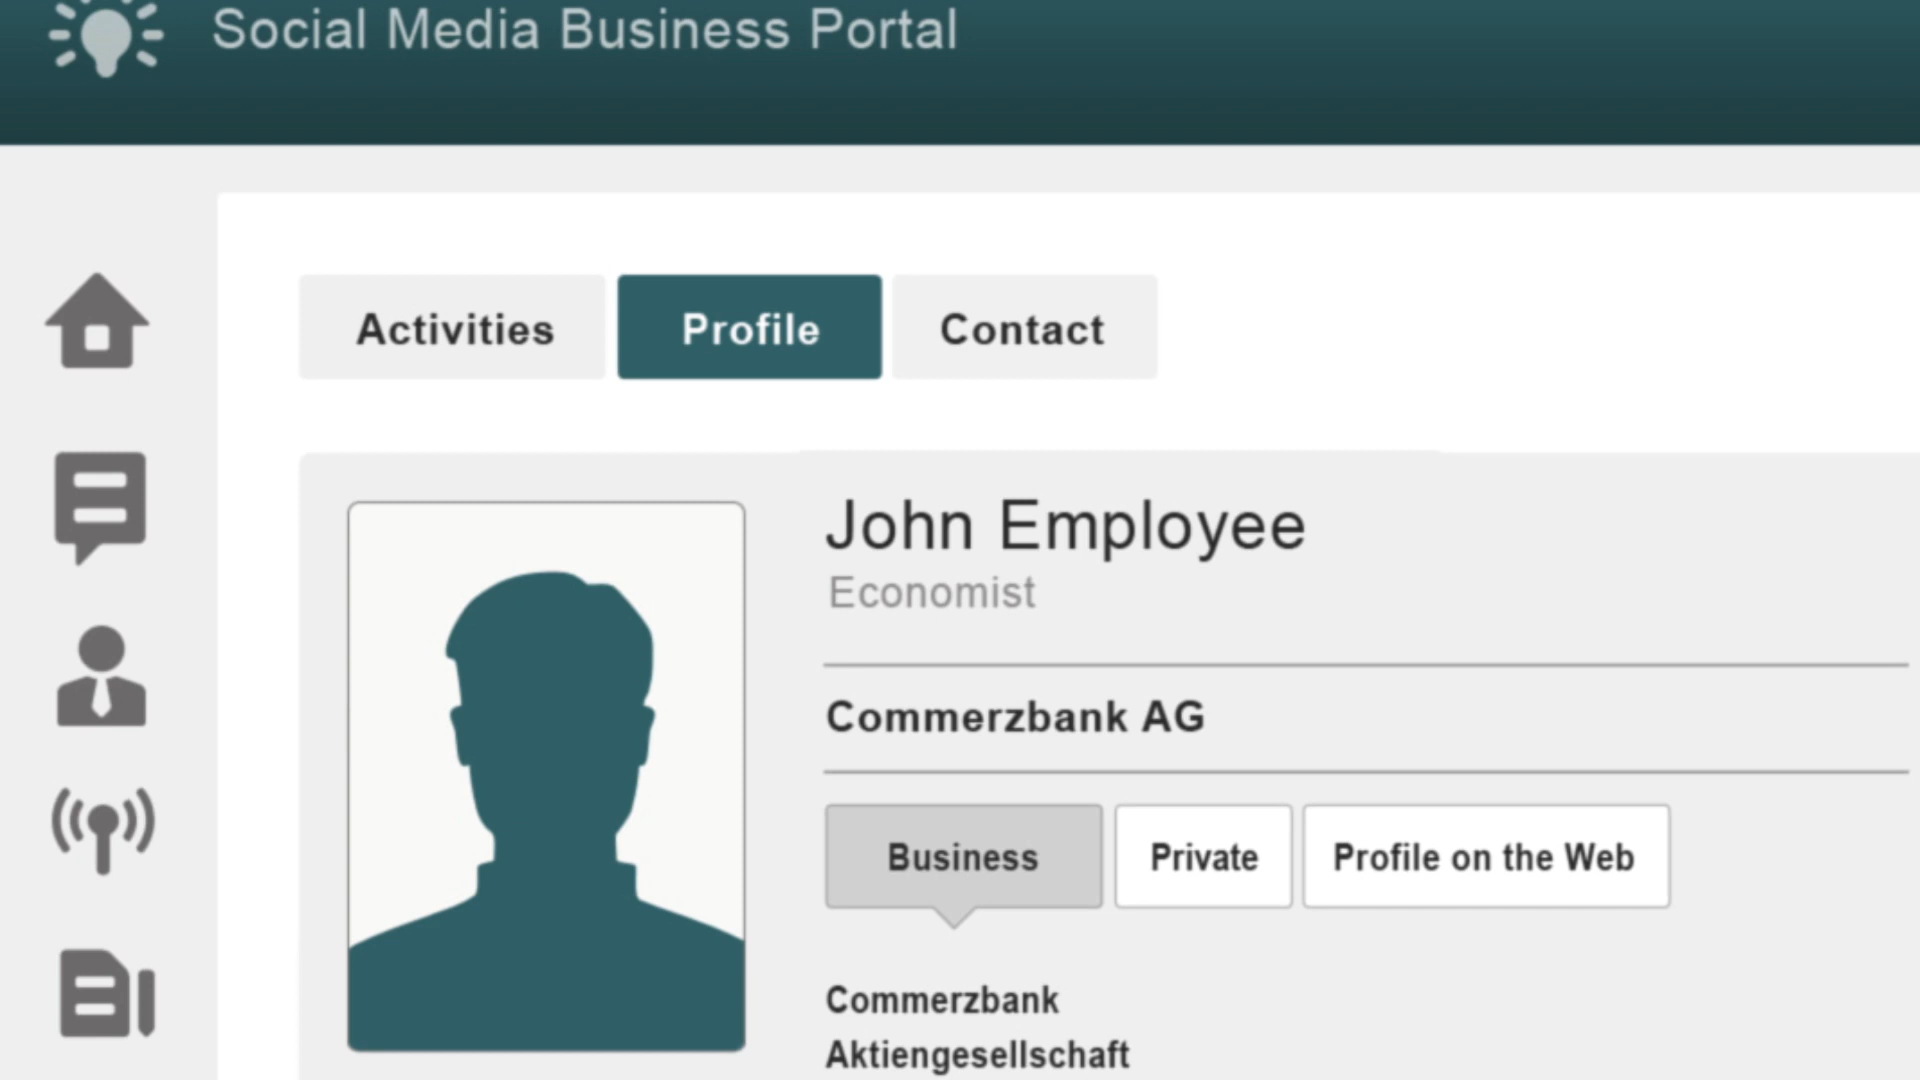 Social Media Business Portal
Activities Profile Contact
John Employee
Economist
Commerzbank AG
Business Private Profile on the Web
Commerzbank
Aktiengesellschaft